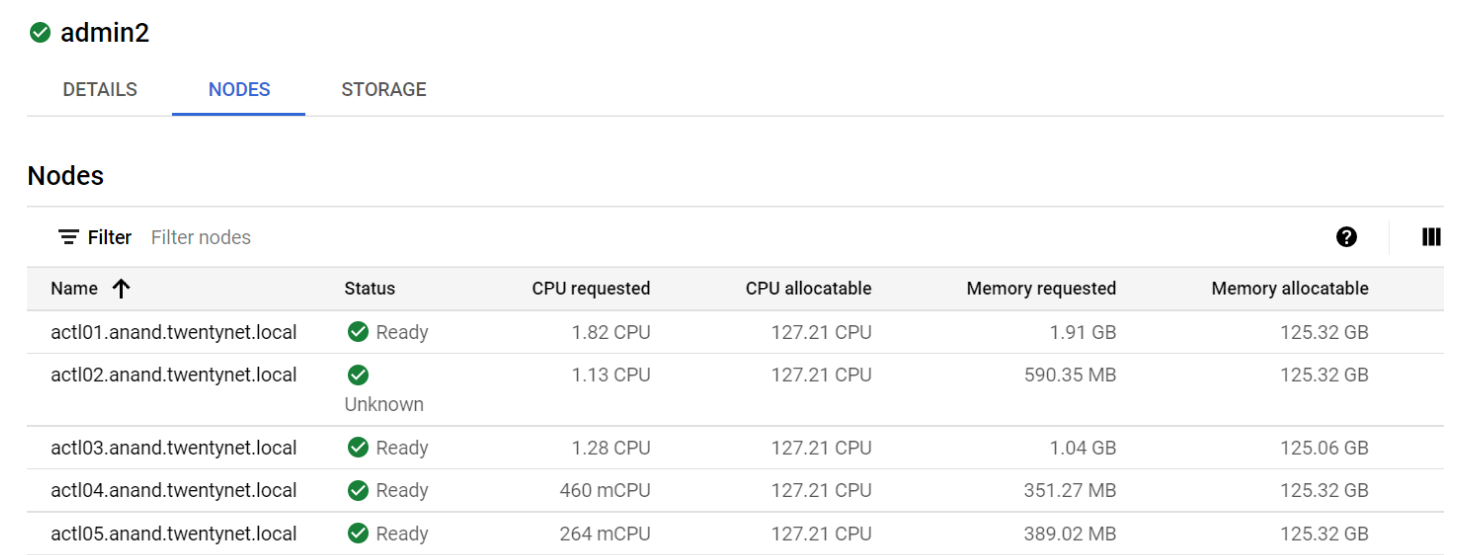 admin2
DETAILS NODES STORAGE
Nodes
Filter Filter nodes
Name Status CPU requested CPU allocatable Memory requested Memory allocatable
actl01.anand.twentynet.local Ready 1.82 CPU 127.21 CPU 1.91 GB 125.32 GB
actl02.anand.twentynet.local 1.13 CPU 127.21 CPU 590.35 MB 125.32 GB
Unknown
actl03.anand.twentynet.local Ready 1.28 CPU 127.21 CPU 1.04 GB 125.06 GB
actl04.anand.twentynet.local Ready 460 mCPU 127.21 CPU 351.27 MB 125.32 GB
actl05.anand.twentynet.local Ready 264 mCPU 127.21 CPU 389.02 MB 125.32 GB